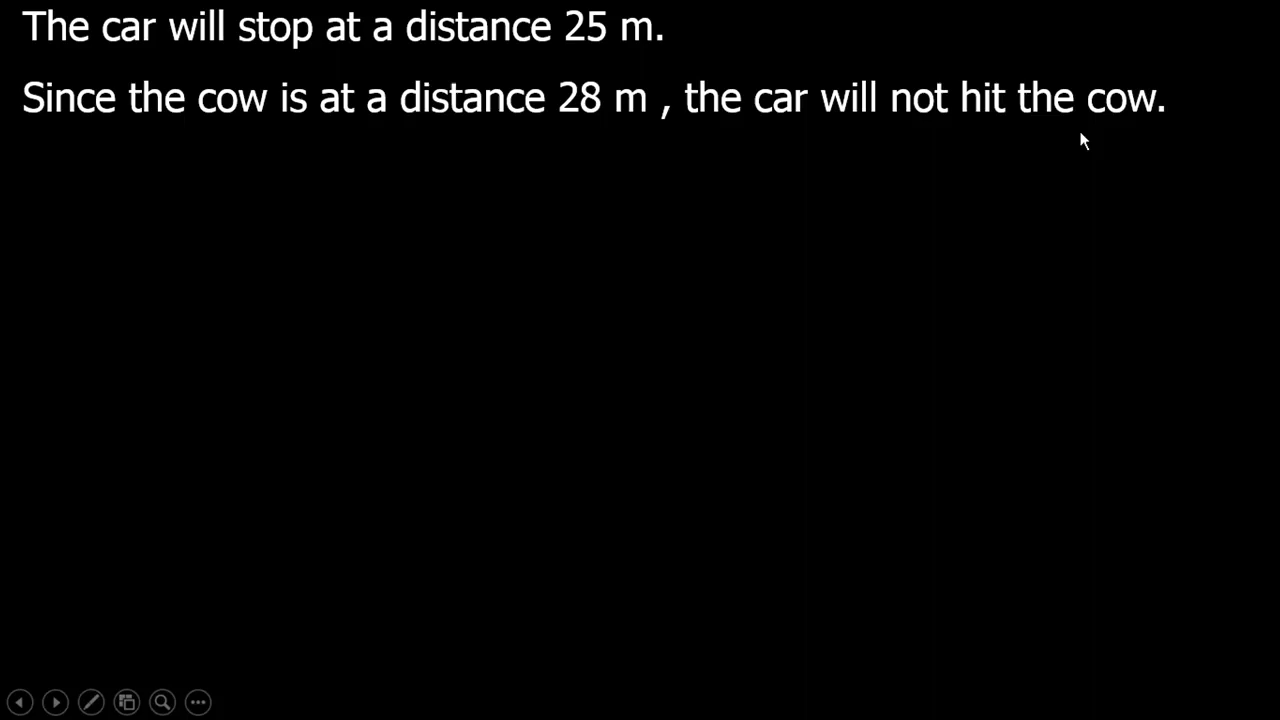 The car will stop at a distance 25 m.
Since the cow is at a distance 28 m , the car will not hit the cow.